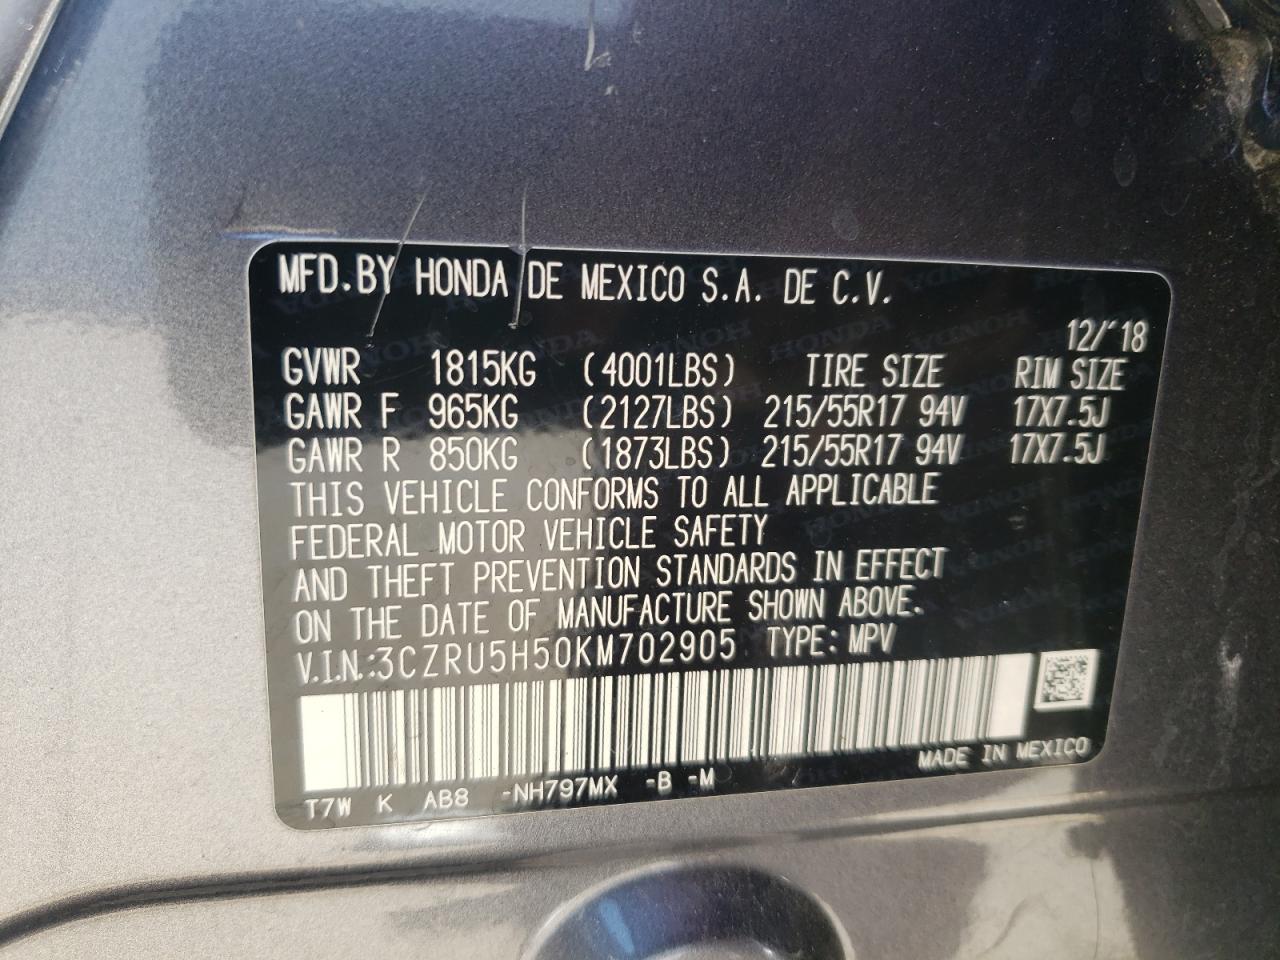 MFD.BY HONDA DE MEXICO S.A. DE C.V.
12/'18
GVWR 1815KG (4001LBS) TIRE SIZE RIM SIZE
GAWR F 965KG (2127LBS) 215/55R17 94V 17X7.5J
GAWR R 850KG (1873LBS) 215/55R17 94V 17X7.5J
THIS VEHICLE CONFORMS TO ALL APPLICABLE
FEDERAL MOTOR VEHICLE SAFETY
AND THEFT PREVENTION STANDARDS IN EFFECT
ON THE DATE OF MANUFACTURE SHOWN ABOVE.
V.I.N.:3CZRU5H50KM702905 TYPE: MPV
MADE IN MEXICO
T7W K AB8 -NH797MX -B -M